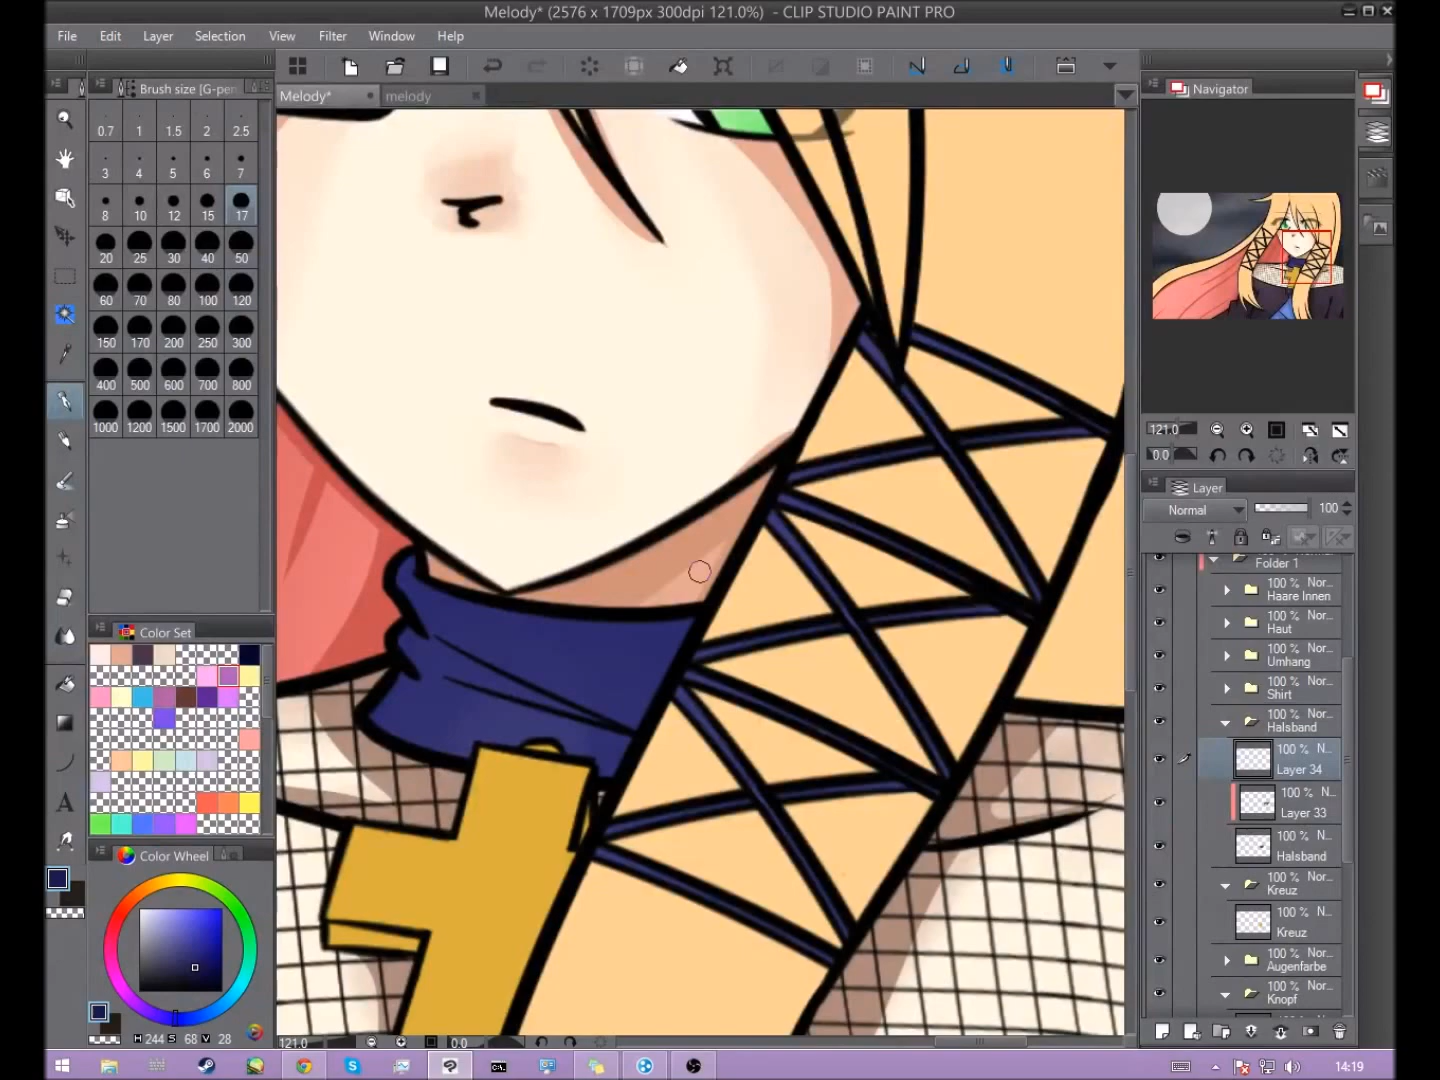 Melody* (2576 x 1709px 300dpi 121.0%) - CLIP STUDIO PAINT PRO
File Edit Layer Selection View Filter Window Help
Brush size [G-pen
Melody* melody
Navigator
0.7 1 1.5 2 2.5
3 4 5 6 7
8 10 12 15 17
20 25 30 40 50
60 70 80 100 120
150 170 200 250 300
400 500 600 700 800
1000 1200 1500 1700 2000
121.0
0.0
Layer
Normal 100
Folder 1
100 % Nor...
Haare Innen
100 % Nor...
Haut
100 % Nor...
Umhang
100 % Nor...
Shirt
100 % Nor...
Halsband
100 % N...
Layer 34
100 % N...
Layer 33
100 % N...
Halsband
100 % Nor...
Kreuz
100 % N...
Kreuz
100 % Nor...
Augenfarbe
100 % Nor...
Knopf
Color Set
Color Wheel
H 244 S 68 V 28
121.0 0.0
14:19